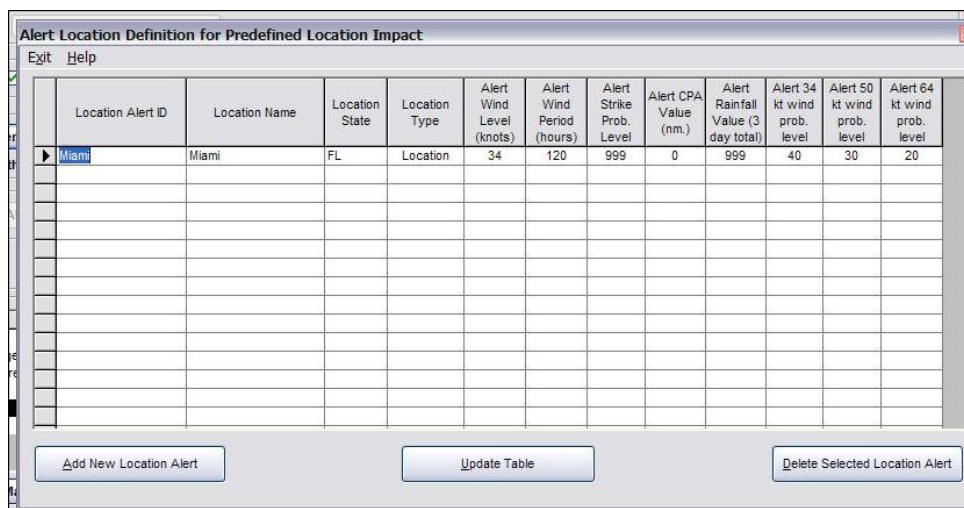 Alert Location Definition for Predefined Location Impact
Exit Help
Location Alert ID
Location Name
Location
State
Location
Type
Alert
Wind
Level
(knots)
Alert
Wind
Period
(hours)
Alert
Strike
Prob.
Level
Alert CPA
Value
(nm.)
Alert
Rainfall
Value (3
day total)
Alert 34
kt wind
prob.
level
Alert 50
kt wind
prob.
level
Alert 64
kt wind
prob.
level
Miami Miami FL Location 34 120 999 0 999 40 30 20
Add New Location Alert Update Table Delete Selected Location Alert